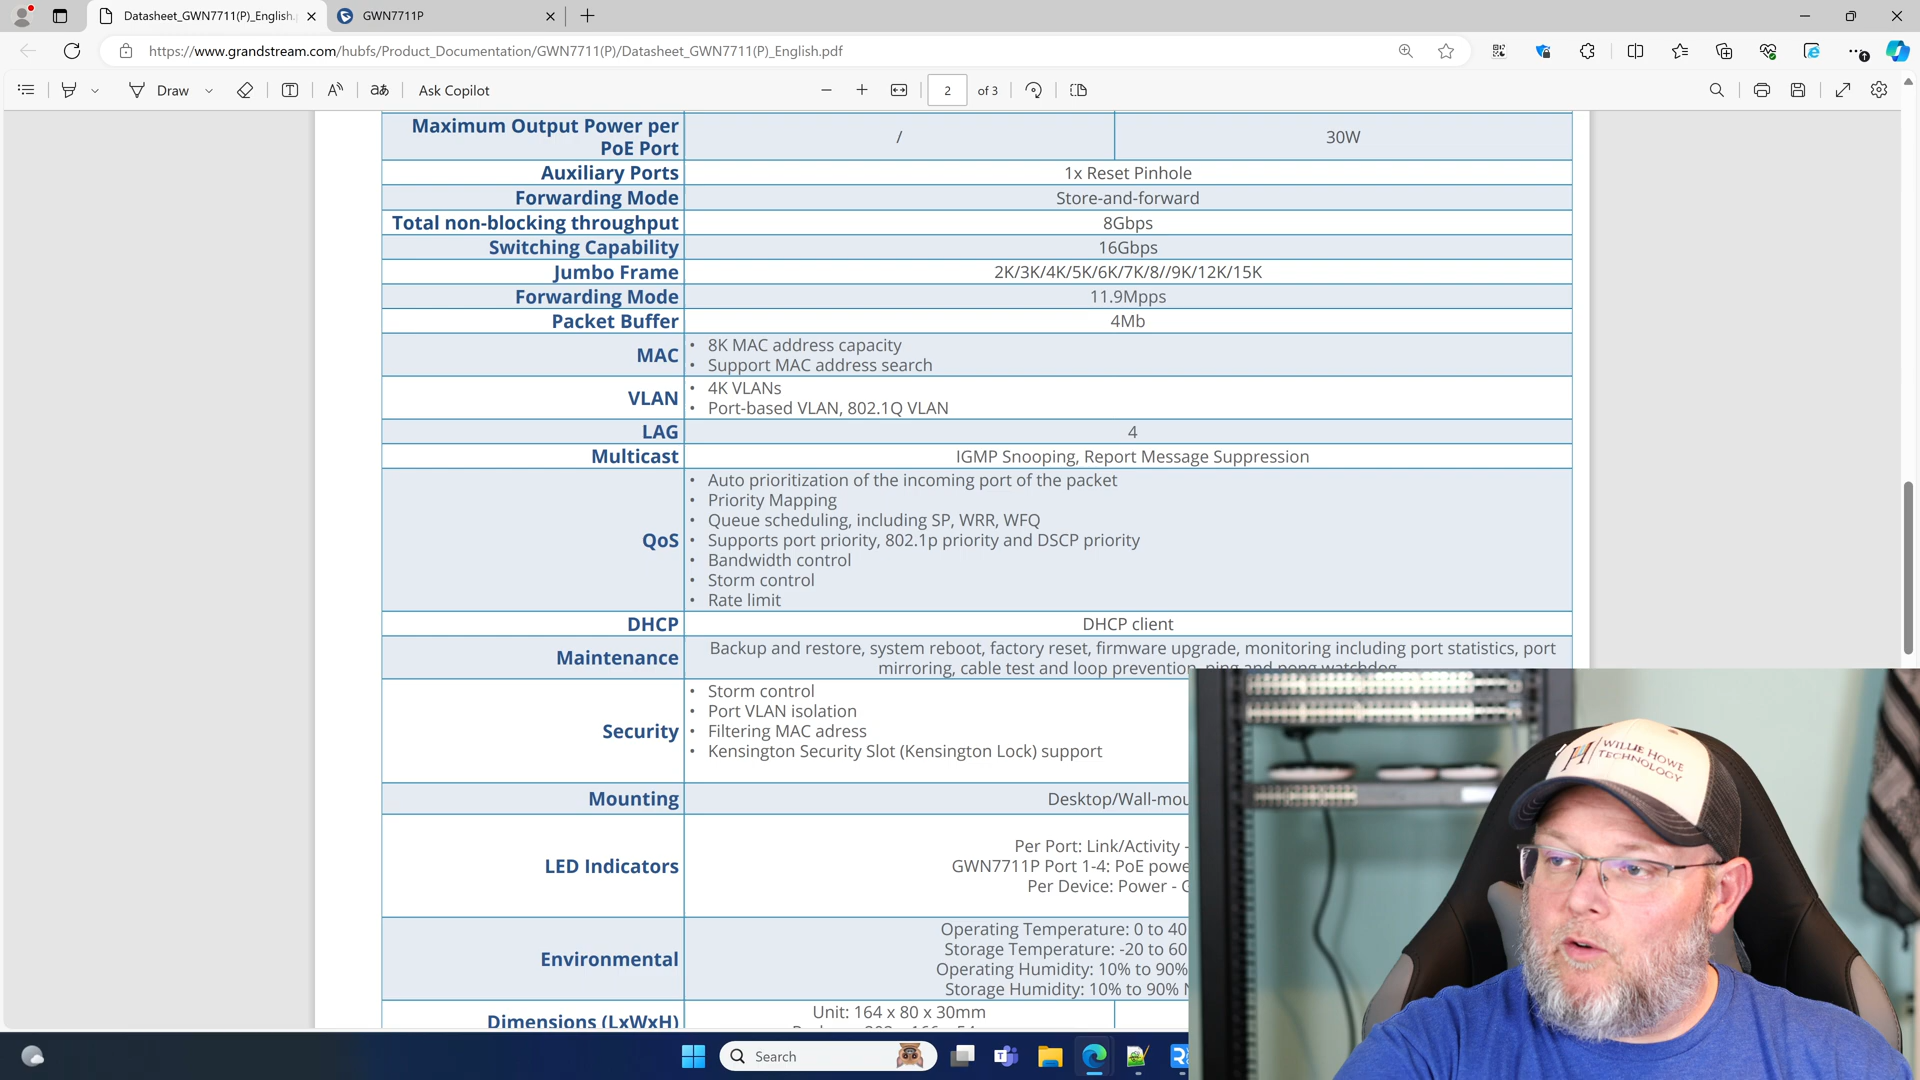 Datasheet_GWN7711(P)_English.
GWN7711P
https://www.grandstream.com/hubfs/Product_Documentation/GWN7711(P)/Datasheet_GWN7711(P)_English.pdf
Draw
Ask Copilot
2 of 3
Maximum Output Power per
PoE Port
/
30W
Auxiliary Ports
1x Reset Pinhole
Forwarding Mode
Store-and-forward
Total non-blocking throughput
8Gbps
Switching Capability
16Gbps
Jumbo Frame
2K/3K/4K/5K/6K/7K/8//9K/12K/15K
Forwarding Mode
11.9Mpps
Packet Buffer
4Mb
MAC
• 8K MAC address capacity
• Support MAC address search
VLAN
• 4K VLANs
• Port-based VLAN, 802.1Q VLAN
LAG
4
Multicast
IGMP Snooping, Report Message Suppression
QoS
• Auto prioritization of the incoming port of the packet
• Priority Mapping
• Queue scheduling, including SP, WRR, WFQ
• Supports port priority, 802.1p priority and DSCP priority
• Bandwidth control
• Storm control
• Rate limit
DHCP
DHCP client
Maintenance
Backup and restore, system reboot, factory reset, firmware upgrade, monitoring including port statistics, port
mirroring, cable test and loop prevention, ping and pong watchdog
Security
• Storm control
• Port VLAN isolation
• Filtering MAC adress
• Kensington Security Slot (Kensington Lock) support
Mounting
Desktop/Wall-mou
LED Indicators
Per Port: Link/Activity -
GWN7711P Port 1-4: PoE powe
Per Device: Power - G
Environmental
Operating Temperature: 0 to 40
Storage Temperature: -20 to 60
Operating Humidity: 10% to 90%
Storage Humidity: 10% to 90% N
Dimensions (LxWxH)
Unit: 164 x 80 x 30mm
WILLIE HOWE
TECHNOLOGY
Search